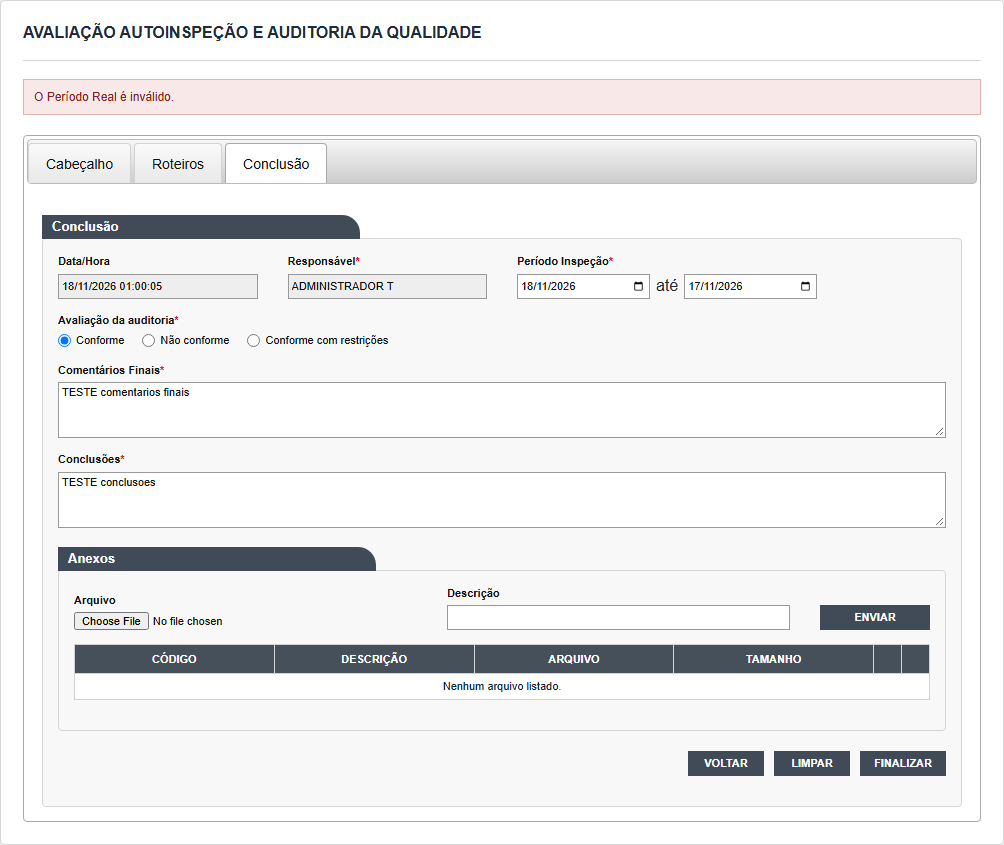 AVALIAÇÃO AUTOINSPEÇÃO E AUDITORIA DA QUALIDADE
O Período Real é inválido.
Cabeçalho Roteiros Conclusão
Conclusão
Data/Hora Responsável* Período Inspeção*
18/11/2026 01:00:05 ADMINISTRADOR T 18/11/2026 até 17/11/2026
Avaliação da auditoria*
Conforme Não conforme Conforme com restrições
Comentários Finais*
TESTE comentarios finais
Conclusões*
TESTE conclusoes
Anexos
Arquivo Descrição
Choose File No file chosen ENVIAR
CÓDIGO DESCRIÇÃO ARQUIVO TAMANHO
Nenhum arquivo listado.
VOLTAR LIMPAR FINALIZAR